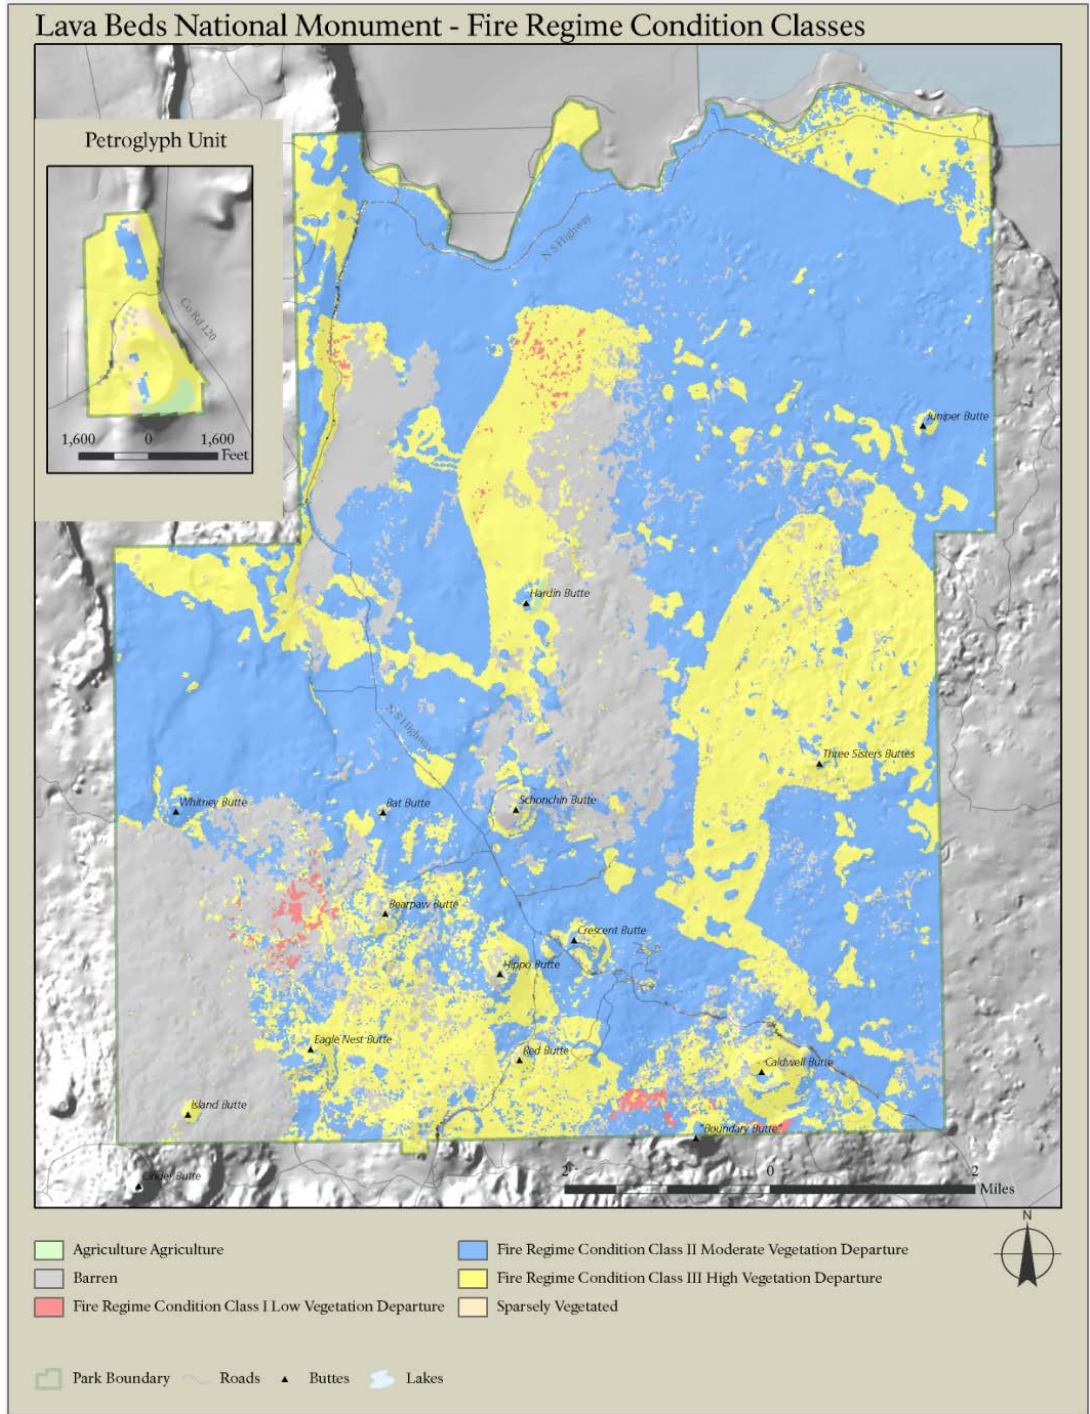 Lava Beds National Monument - Fire Regime Condition Classes
Petroglyph Unit
Co Rd 120
1,600 0 1,600
Feet
N S Highway
Juniper Butte
Hardin Butte
N S Highway
Three Sisters Buttes
Whitney Butte
Bat Butte
Schonchin Butte
Bearpaw Butte
Crescent Butte
Hippo Butte
Eagle Nest Butte
Red Butte
Caldwell Butte
Island Butte
"Boundary Butte"
Cinder Butte
2 0 2
Miles
N
Agriculture Agriculture
Barren
Fire Regime Condition Class I Low Vegetation Departure
Fire Regime Condition Class II Moderate Vegetation Departure
Fire Regime Condition Class III High Vegetation Departure
Sparsely Vegetated
Park Boundary
Roads
Buttes
Lakes